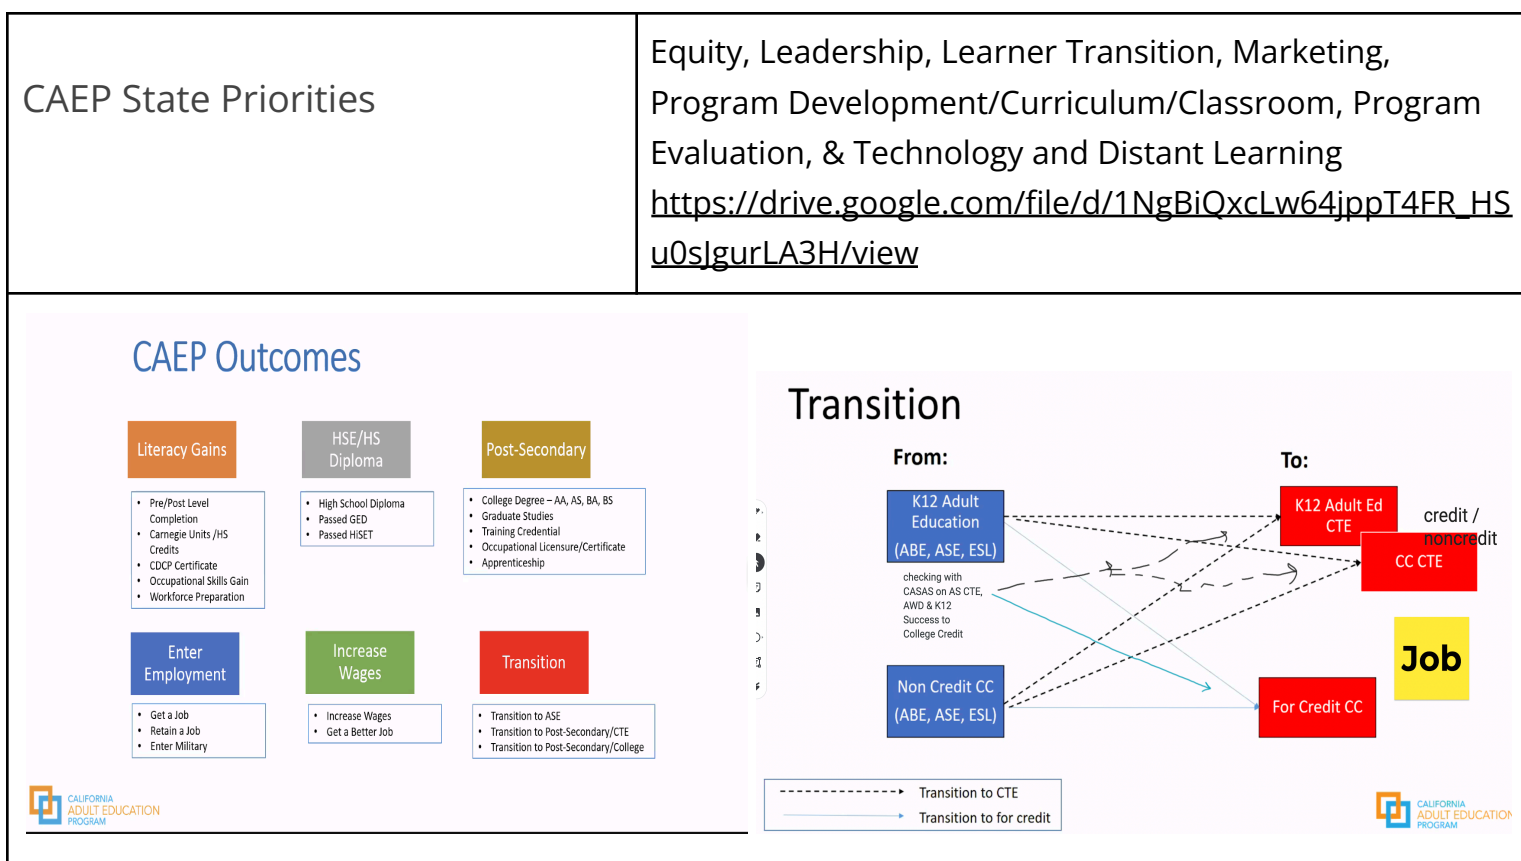 CAEP State Priorities
Equity, Leadership, Learner Transition, Marketing,
Program Development/Curriculum/Classroom, Program
Evaluation, & Technology and Distant Learning
https://drive.google.com/file/d/1NgBiQxcLw64jppT4FR_HS
u0sJgurLA3H/view
CAEP Outcomes
Literacy Gains
• Pre/Post Level
Completion
• Carnegie Units /HS
Credits
• CDCP Certificate
• Occupational Skills Gain
• Workforce Preparation
HSE/HS
Diploma
• High School Diploma
• Passed GED
• Passed HiSET
Post-Secondary
• College Degree – AA, AS, BA, BS
• Graduate Studies
• Training Credential
• Occupational Licensure/Certificate
• Apprenticeship
Enter
Employment
• Get a Job
• Retain a Job
• Enter Military
Increase
Wages
• Increase Wages
• Get a Better Job
Transition
• Transition to ASE
• Transition to Post-Secondary/CTE
• Transition to Post-Secondary/College
CALIFORNIA
ADULT EDUCATION
PROGRAM
Transition
From:
To:
K12 Adult
Education
(ABE, ASE, ESL)
checking with
CASAS on AS CTE,
AWD & K12
Success to
College Credit
Non Credit CC
(ABE, ASE, ESL)
K12 Adult Ed
CTE
credit /
noncredit
CC CTE
Job
For Credit CC
Transition to CTE
Transition to for credit
CALIFORNIA
ADULT EDUCATION
PROGRAM